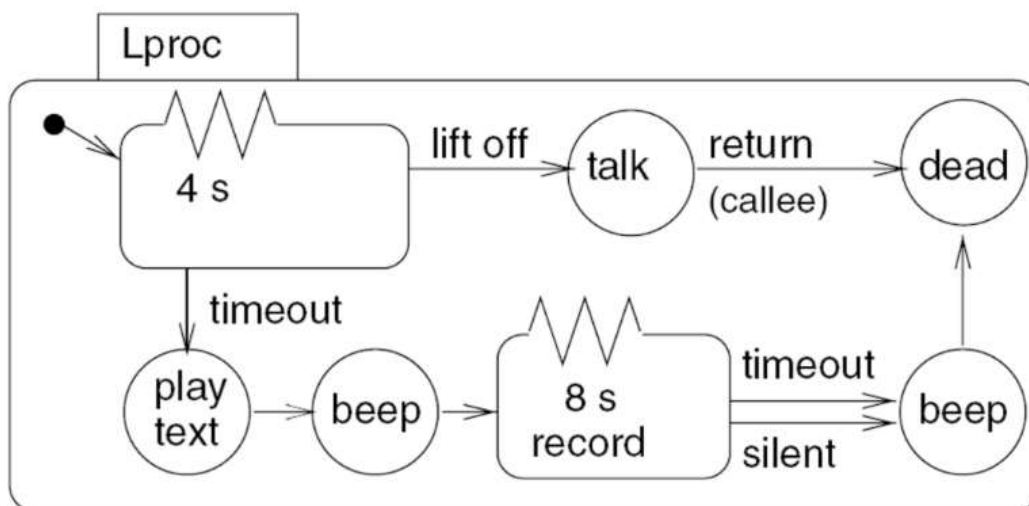 Lproc
4 s
lift off
talk
return
(callee)
dead
timeout
play
text
beep
8 s
record
timeout
silent
beep